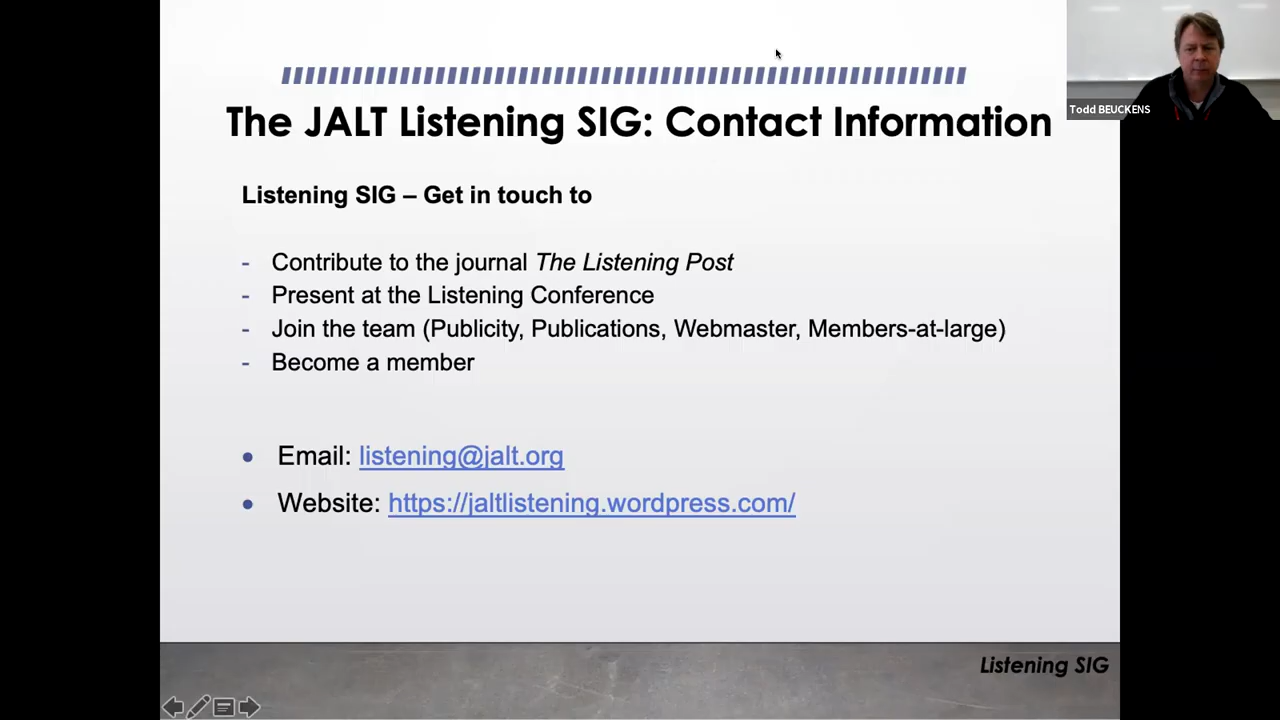 Todd BEUCKENS
The JALT Listening SIG: Contact Information
Listening SIG – Get in touch to
- Contribute to the journal The Listening Post
- Present at the Listening Conference
- Join the team (Publicity, Publications, Webmaster, Members-at-large)
- Become a member
• Email: listening@jalt.org
• Website: https://jaltlistening.wordpress.com/
Listening SIG